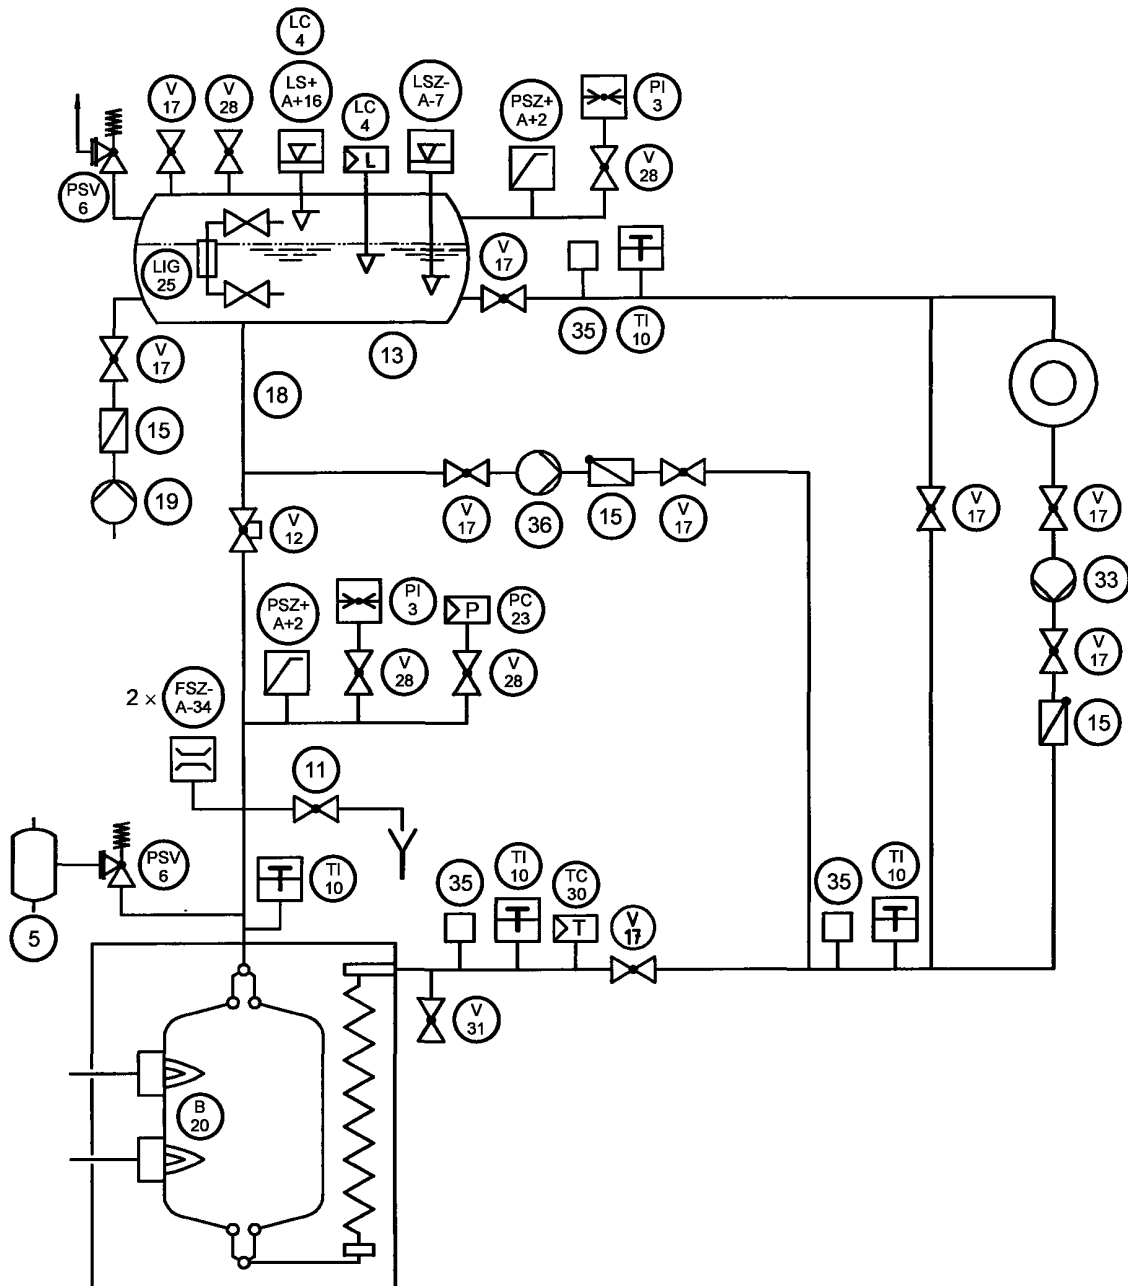 LC
4
V
17
V
28
LS+
A+16
LC
4
LSZ-
A-7
PSZ+
A+2
PI
3
L
V
28
PSV
6
LIG
25
V
17
T
35
TI
10
V
17
13
18
15
19
V
17
36
15
V
17
V
17
V
17
V
12
33
PSZ+
A+2
PI
3
P
PC
23
V
28
V
28
V
17
2 × FSZ-
A-34
15
11
PSV
6
TI
10
T
5
35
TI
10
TC
30
V
17
T
T
35
TI
10
T
V
31
B
20